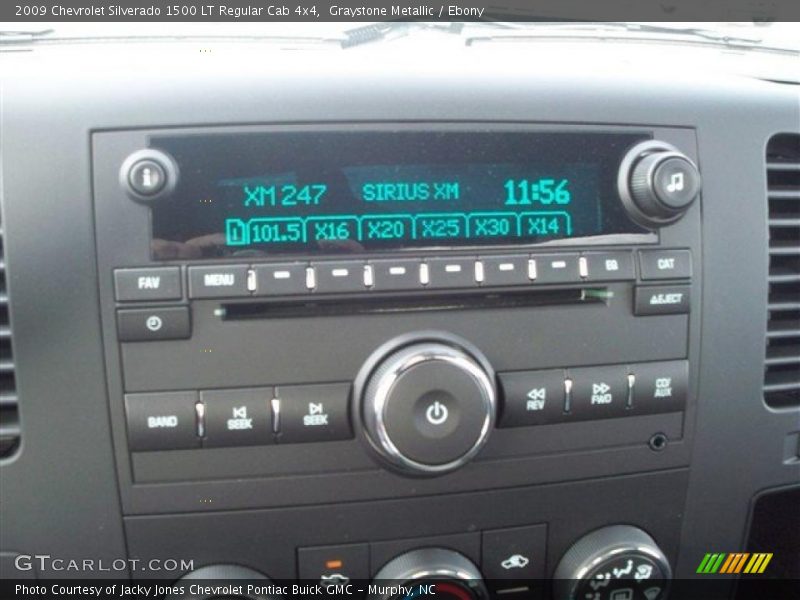 2009 Chevrolet Silverado 1500 LT Regular Cab 4x4, Graystone Metallic / Ebony
XM 247 SIRIUS XM 11:56
1 101.5 X16 X20 X25 X30 X14
FAV MENU EQ CAT
EJECT
BAND SEEK SEEK REV FWD CD/AUX
GTCARLOT.COM
Photo Courtesy of Jacky Jones Chevrolet Pontiac Buick GMC - Murphy, NC